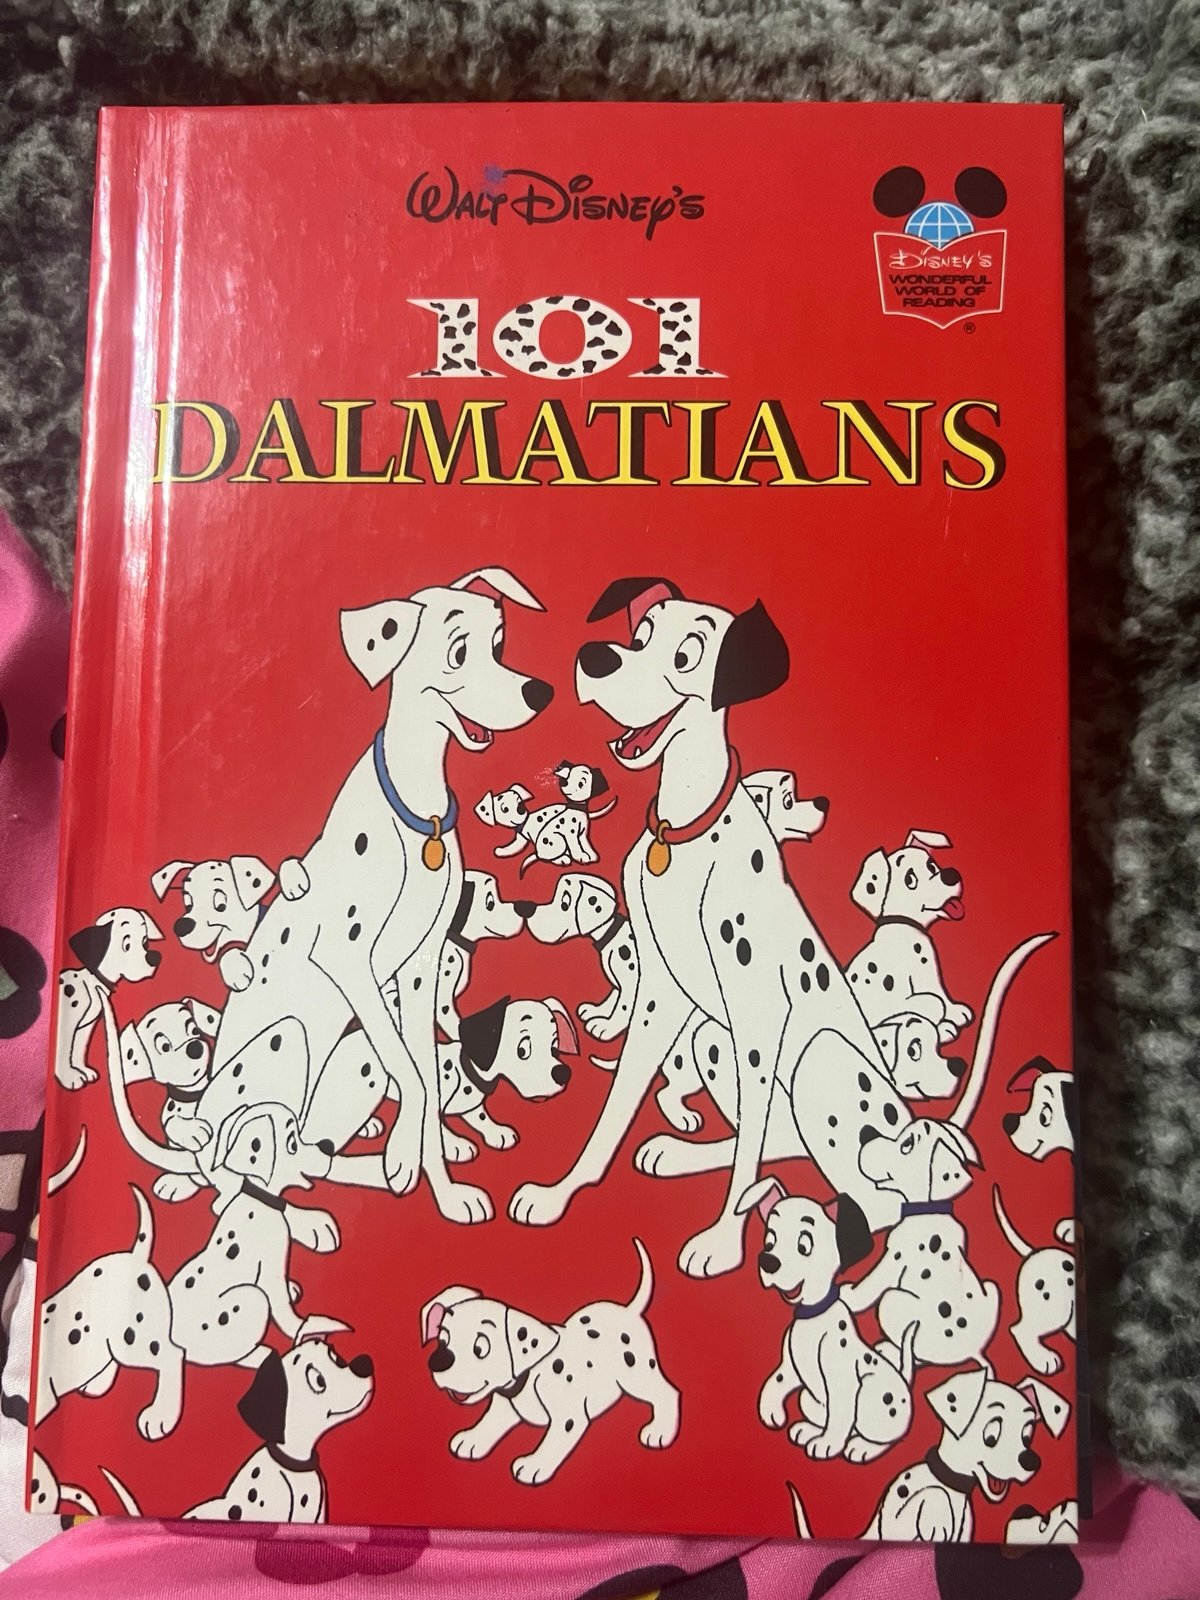 WALT DISNEY'S
101
DALMATIANS
DISNEY'S
WONDERFUL
WORLD OF
READING
®